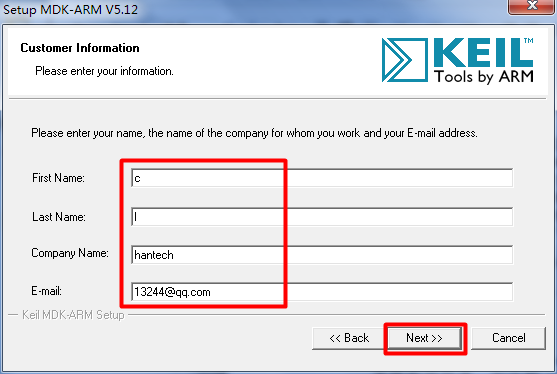 Setup MDK-ARM V5.12
Customer Information
Please enter your information.
KEIL™
Tools by ARM
Please enter your name, the name of the company for whom you work and your E-mail address.
First Name: c
Last Name: l
Company Name: hantech
E-mail: 13244@qq.com
Keil MDK-ARM Setup
<< Back Next >> Cancel